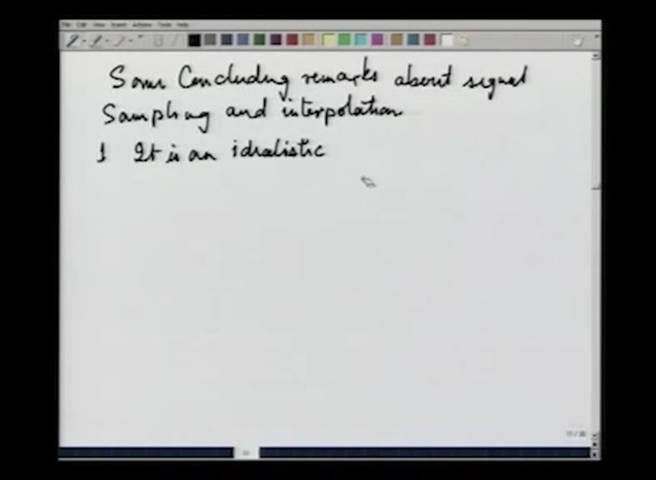 Some Concluding remarks about signal
Sampling and interpolation
1 It is an idealistic